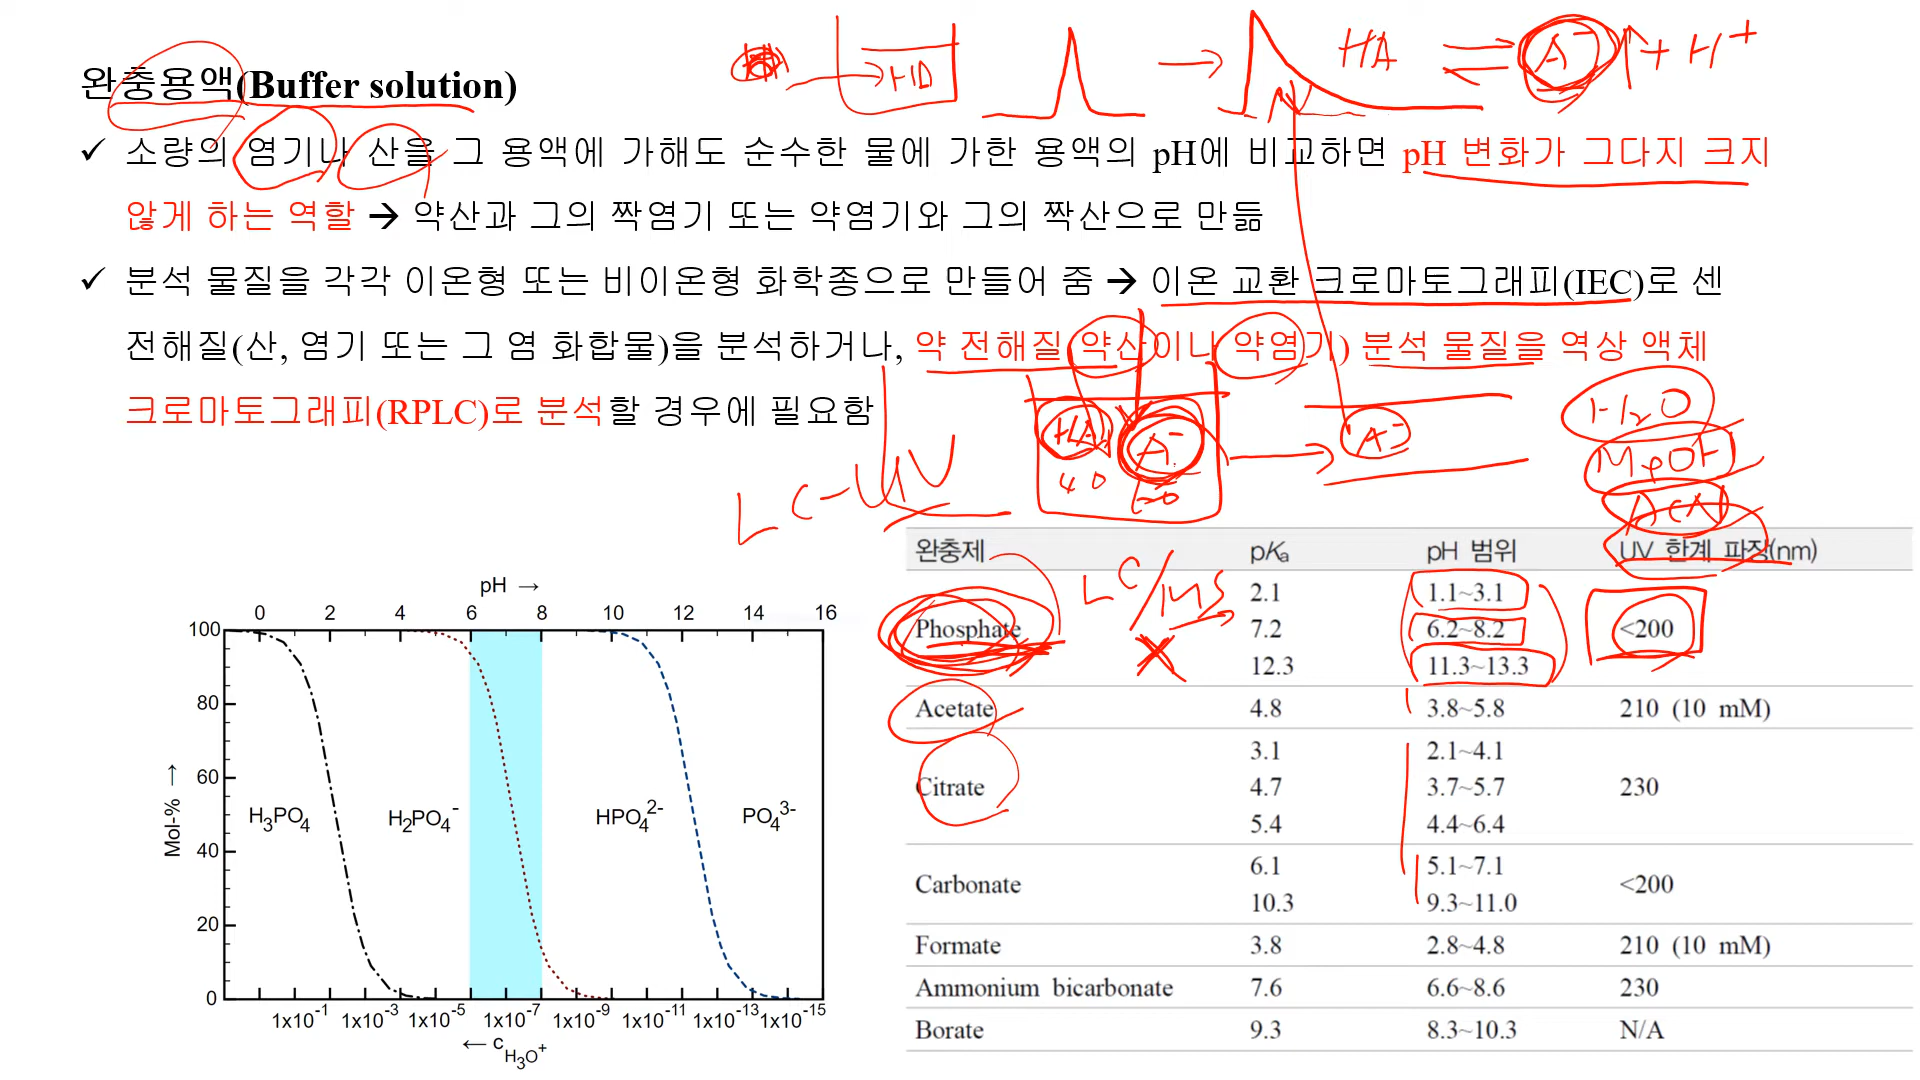 완충용액(Buffer solution)
HA ⇌ A⁻ ↑ + H⁺
✓ 소량의 염기나 산을 그 용액에 가해도 순수한 물에 가한 용액의 pH에 비교하면 pH 변화가 그다지 크지
않게 하는 역할 → 약산과 그의 짝염기 또는 약염기와 그의 짝산으로 만듦
✓ 분석 물질을 각각 이온형 또는 비이온형 화학종으로 만들어 줌 → 이온 교환 크로마토그래피(IEC)로 센
전해질(산, 염기 또는 그 염 화합물)을 분석하거나, 약 전해질(약산이나 약염기) 분석 물질을 역상 액체
크로마토그래피(RPLC)로 분석할 경우에 필요함
HA A⁻ → A⁻
40 20
H₂O
MeOH
ACN
LC-UV
LC/MS
pH →
0 2 4 6 8 10 12 14 16
100
80
60
40
20
0
Mol-% →
H₃PO₄ H₂PO₄⁻ HPO₄²⁻ PO₄³⁻
1x10⁻¹ 1x10⁻³ 1x10⁻⁵ 1x10⁻⁷ 1x10⁻⁹ 1x10⁻¹¹ 1x10⁻¹³ 1x10⁻¹⁵
← c H₃O⁺
완충제 pKa pH 범위 UV 한계 파장(nm)
2.1 1.1~3.1
Phosphate 7.2 6.2~8.2 <200
12.3 11.3~13.3
Acetate 4.8 3.8~5.8 210 (10 mM)
3.1 2.1~4.1
Citrate 4.7 3.7~5.7 230
5.4 4.4~6.4
6.1 5.1~7.1
Carbonate <200
10.3 9.3~11.0
Formate 3.8 2.8~4.8 210 (10 mM)
Ammonium bicarbonate 7.6 6.6~8.6 230
Borate 9.3 8.3~10.3 N/A